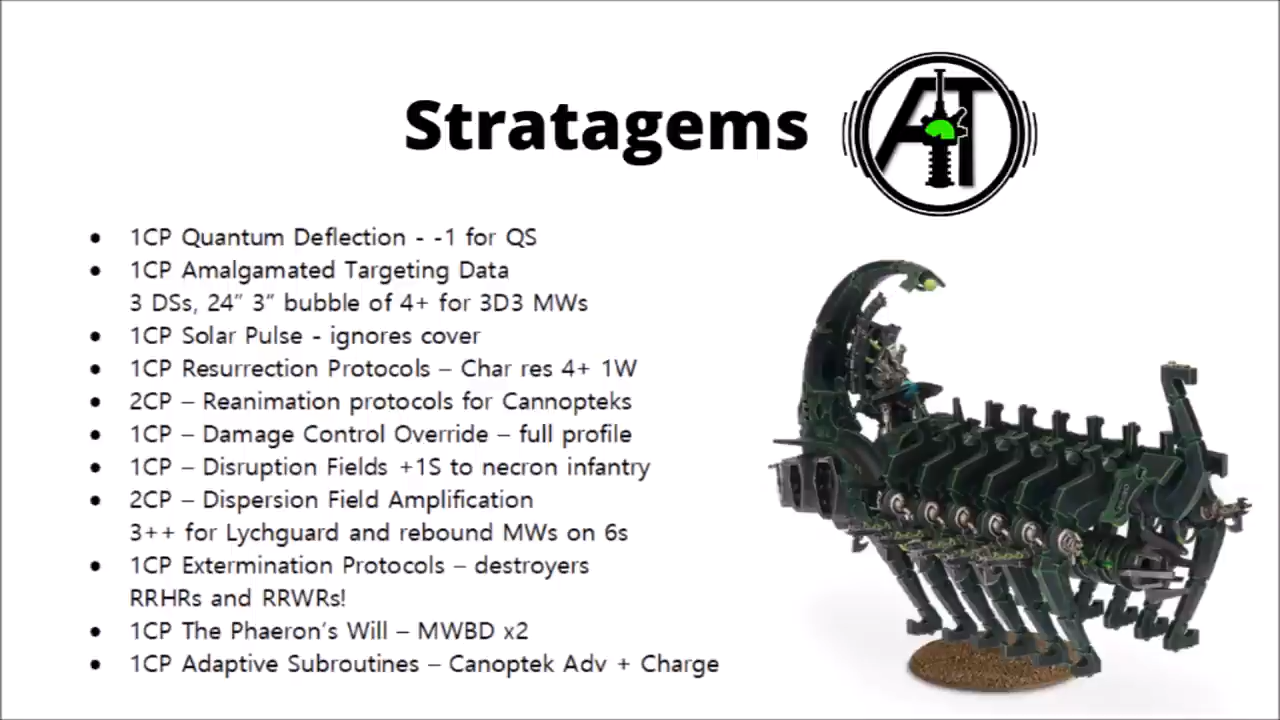 Stratagems
AT
• 1CP Quantum Deflection - -1 for QS
• 1CP Amalgamated Targeting Data
3 DSs, 24” 3” bubble of 4+ for 3D3 MWs
• 1CP Solar Pulse - ignores cover
• 1CP Resurrection Protocols – Char res 4+ 1W
• 2CP – Reanimation protocols for Cannopteks
• 1CP – Damage Control Override – full profile
• 1CP – Disruption Fields +1S to necron infantry
• 2CP – Dispersion Field Amplification
3++ for Lychguard and rebound MWs on 6s
• 1CP Extermination Protocols – destroyers
RRHRs and RRWRs!
• 1CP The Phaeron’s Will – MWBD x2
• 1CP Adaptive Subroutines – Canoptek Adv + Charge